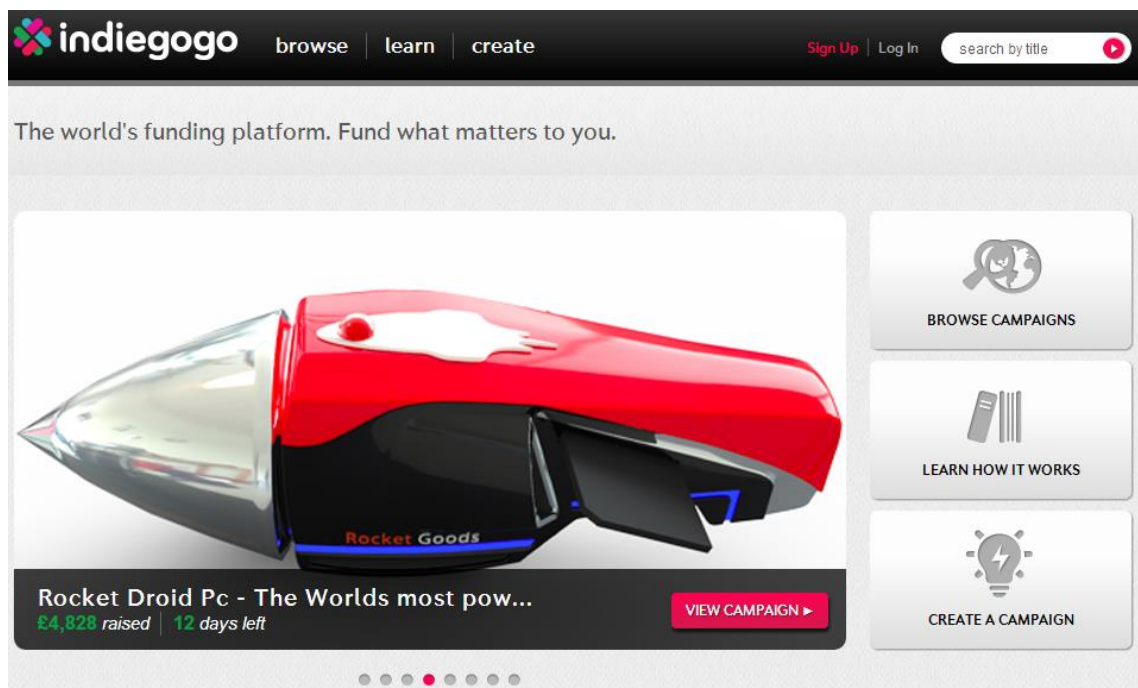 indiegogo browse learn create Sign Up Log In search by title
The world's funding platform. Fund what matters to you.
BROWSE CAMPAIGNS
LEARN HOW IT WORKS
Rocket Goods
Rocket Droid Pc - The Worlds most pow...
£4,828 raised 12 days left
VIEW CAMPAIGN ►
CREATE A CAMPAIGN